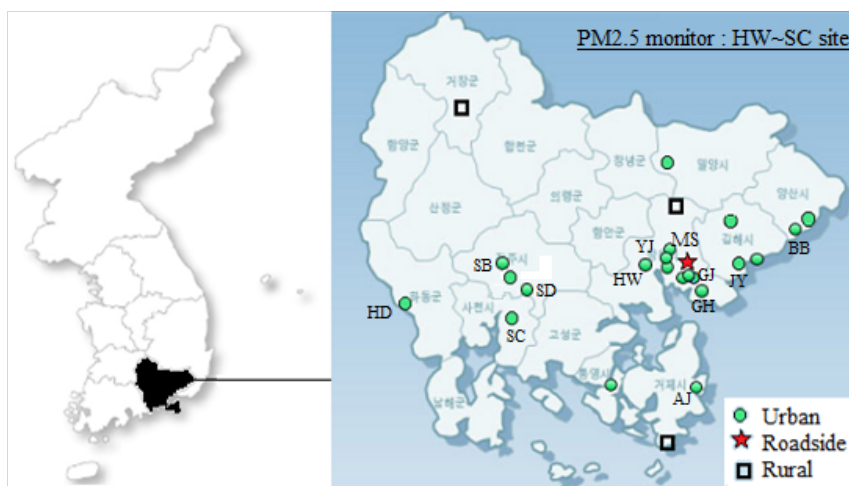 PM2.5 monitor : HW~SC site
거창군
함양군
합천군
창녕군
밀양시
양산시
산청군
의령군
함안군
김해시
MS
YJ
BB
SB
HW
GJ
JY
SD
GH
HD
하동군
사천시
SC
고성군
통영시
거제시
AJ
남해군
Urban
Roadside
Rural